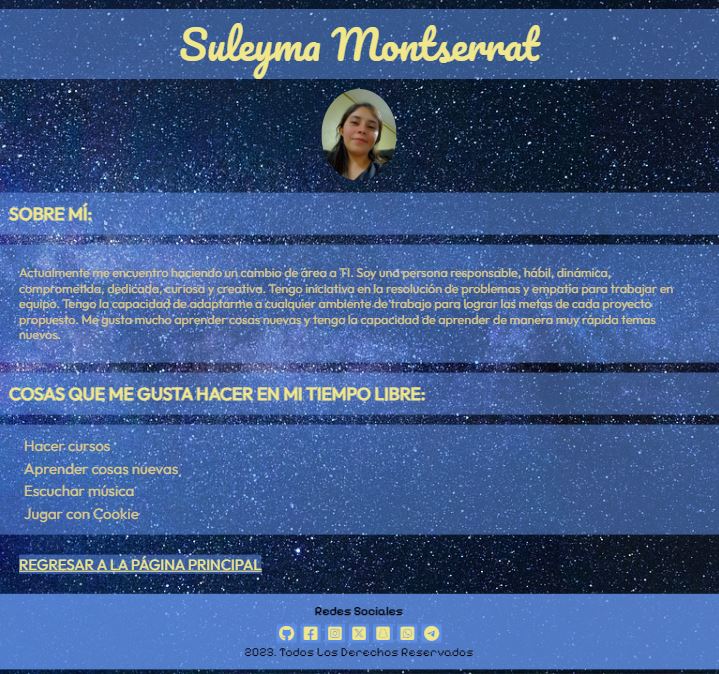 Suleyma Montserrat
SOBRE MÍ:
Actualmente me encuentro haciendo un cambio de área a TI. Soy una persona responsable, hábil, dinámica,
comprometida, dedicada, curiosa y creativa. Tengo iniciativa en la resolución de problemas y empatía para trabajar en
equipo. Tengo la capacidad de adaptarme a cualquier ambiente de trabajo para lograr las metas de cada proyecto
propuesto. Me gusta mucho aprender cosas nuevas y tengo la capacidad de aprender de manera muy rápida temas
nuevos.
COSAS QUE ME GUSTA HACER EN MI TIEMPO LIBRE:
Hacer cursos
Aprender cosas nuevas
Escuchar música
Jugar con Cookie
REGRESAR A LA PÁGINA PRINCIPAL
Redes Sociales
2023. Todos Los Derechos Reservados